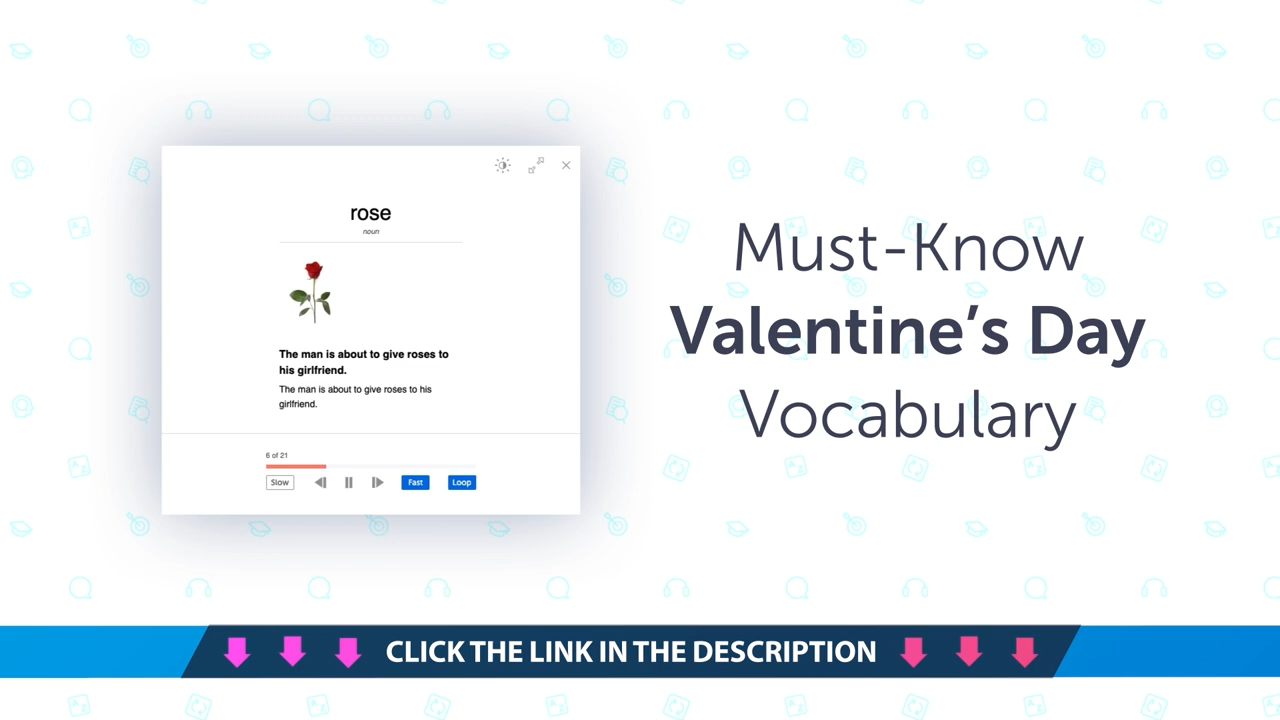 rose
noun
The man is about to give roses to
his girlfriend.
The man is about to give roses to his
girlfriend.
6 of 21
Slow
Fast
Loop
Must-Know
Valentine’s Day
Vocabulary
CLICK THE LINK IN THE DESCRIPTION